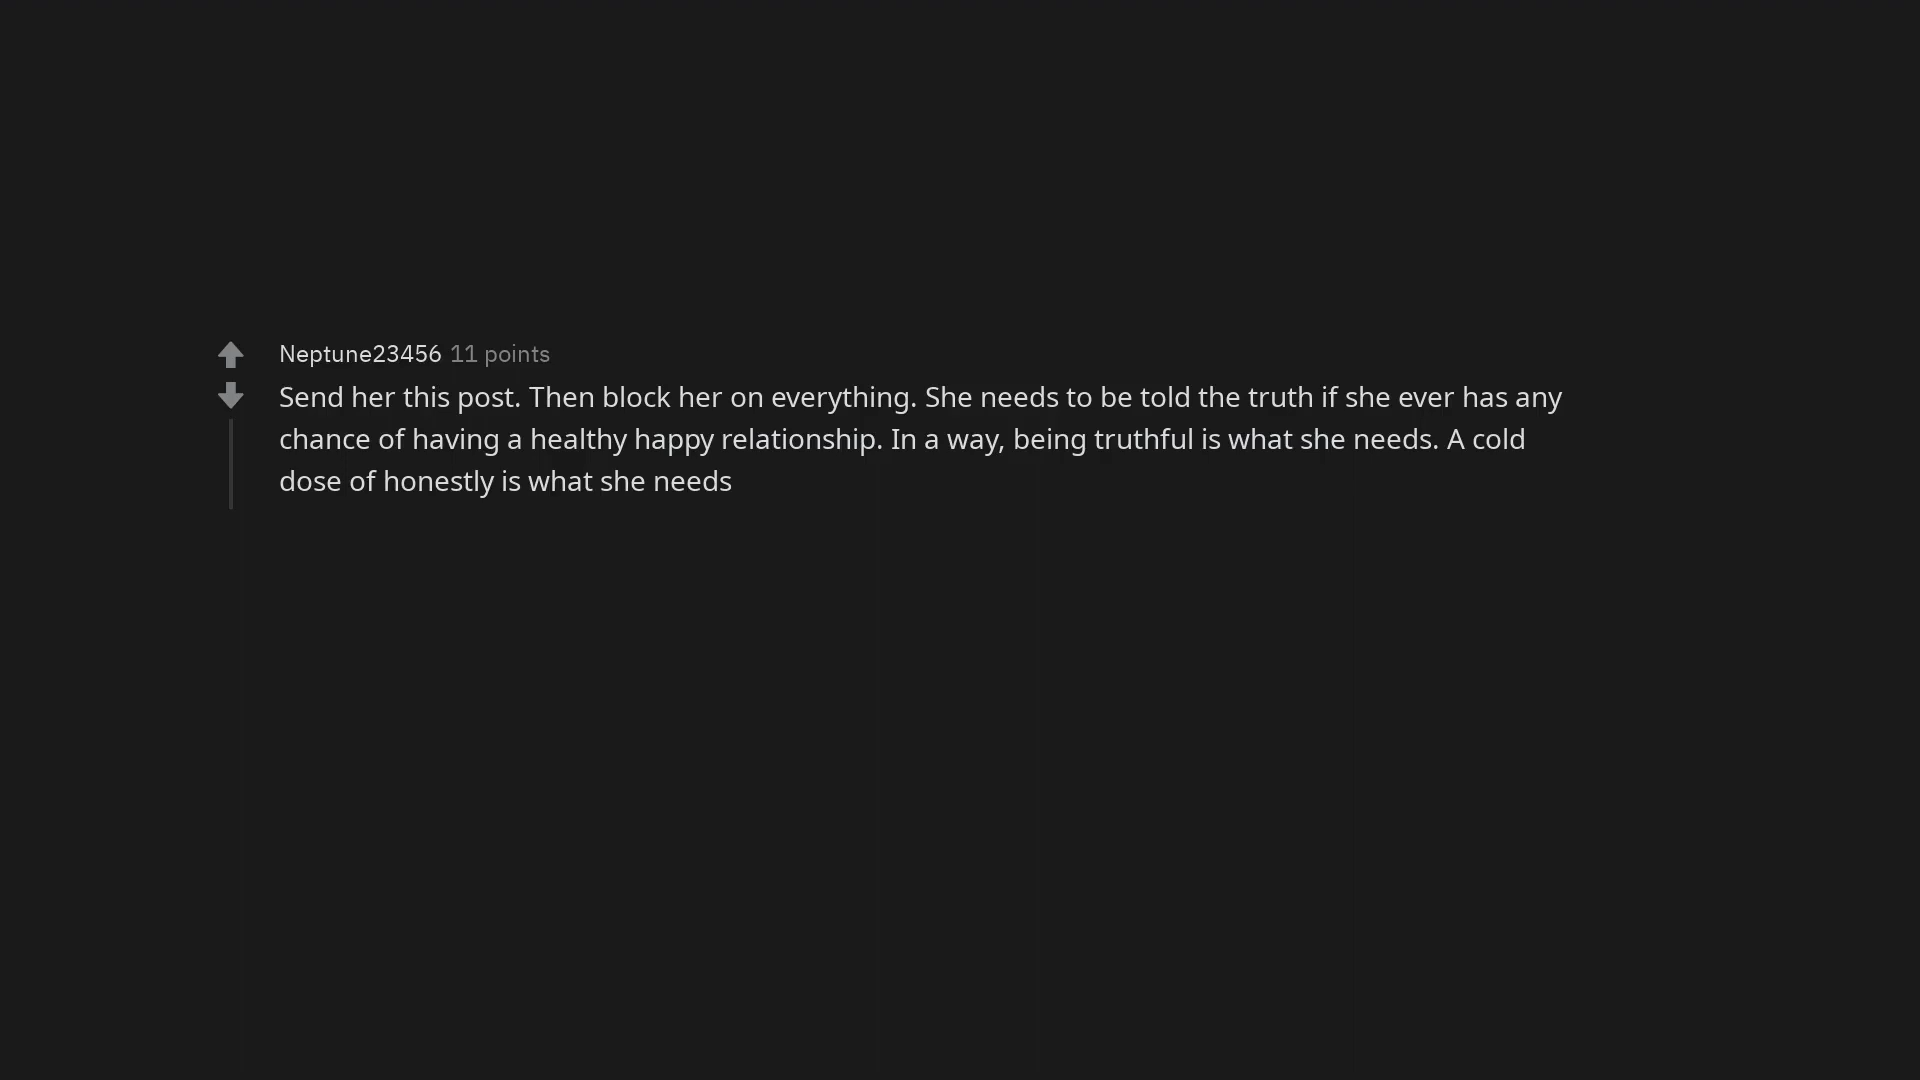 Neptune23456 11 points
Send her this post. Then block her on everything. She needs to be told the truth if she ever has any
chance of having a healthy happy relationship. In a way, being truthful is what she needs. A cold
dose of honestly is what she needs